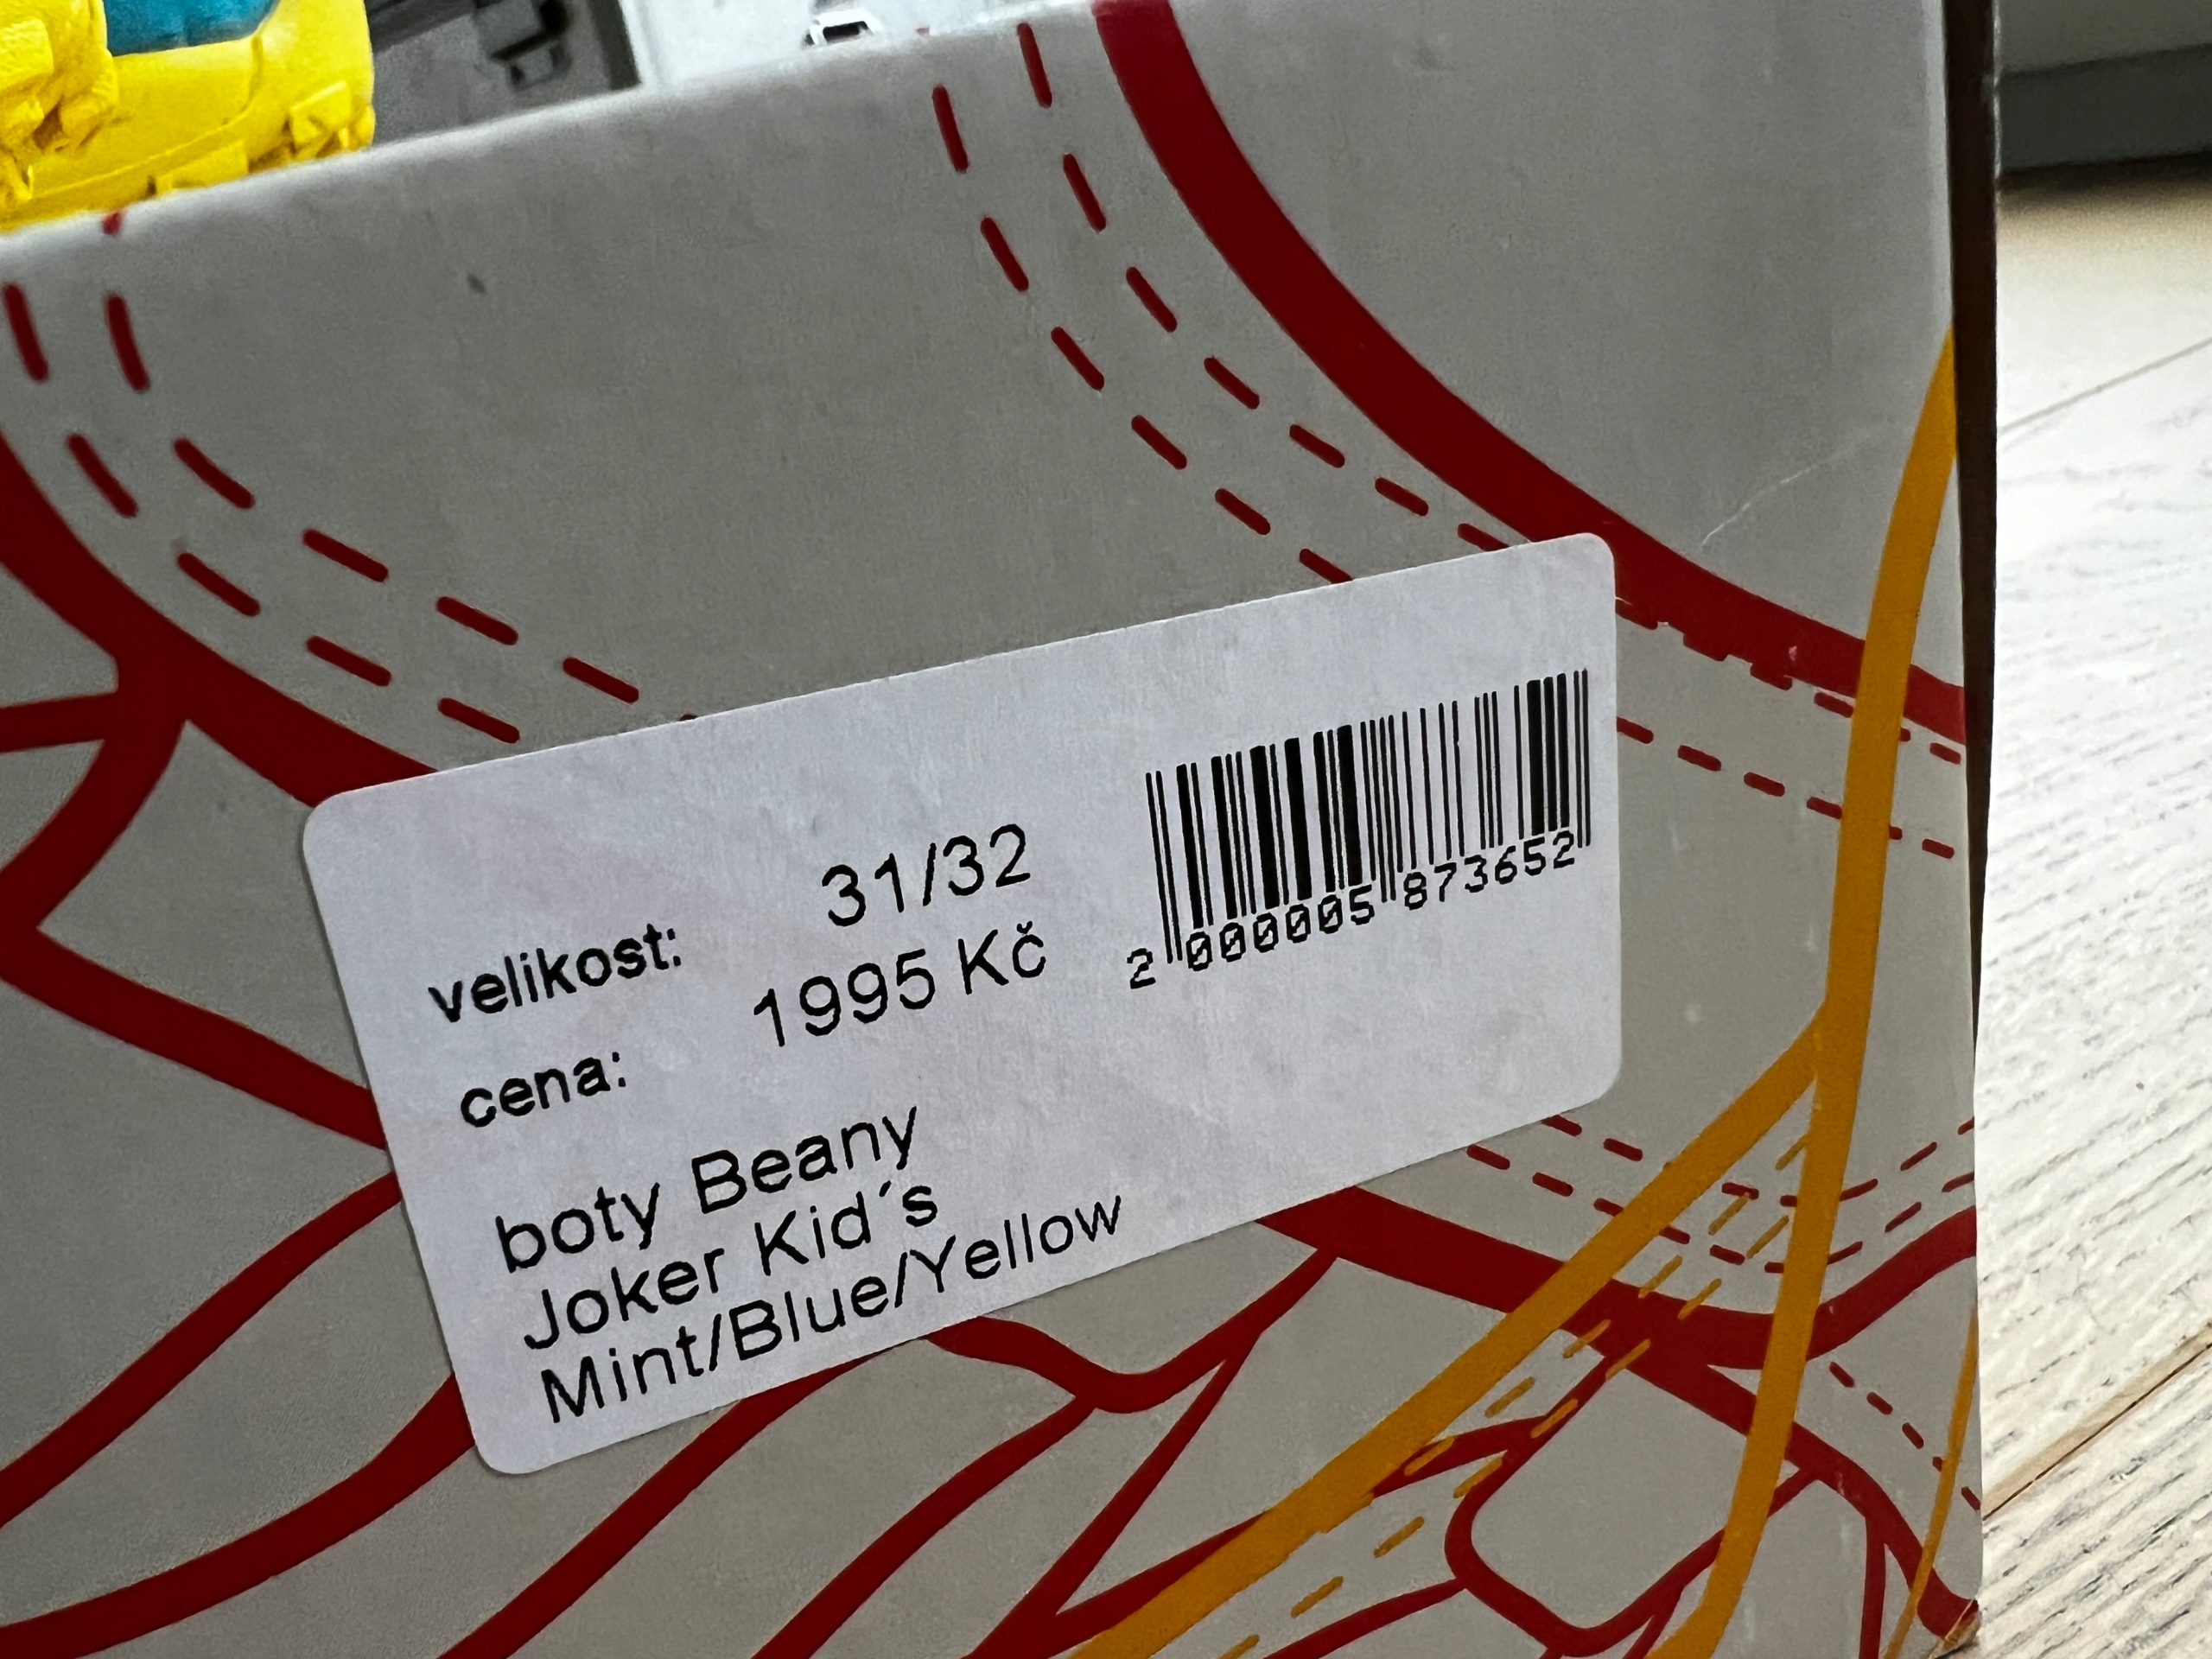 velikost: 31/32
cena: 1995 Kč
2 000005 873652
boty Beany
Joker Kid´s
Mint/Blue/Yellow